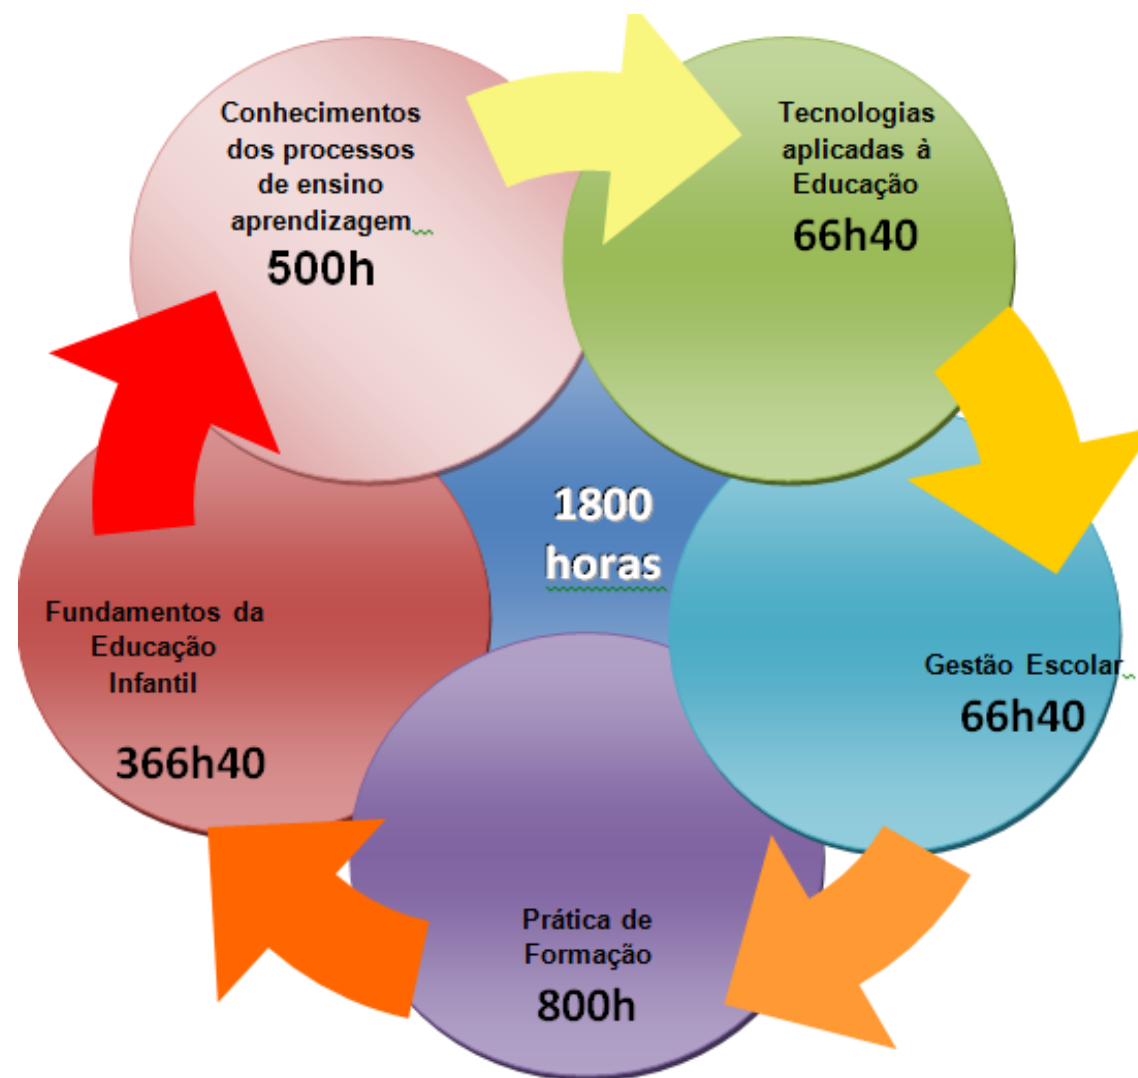 Conhecimentos
dos processos
de ensino
aprendizagem
500h
Tecnologias
aplicadas à
Educação
66h40
1800
horas
Fundamentos da
Educação
Infantil
366h40
Gestão Escolar
66h40
Prática de
Formação
800h